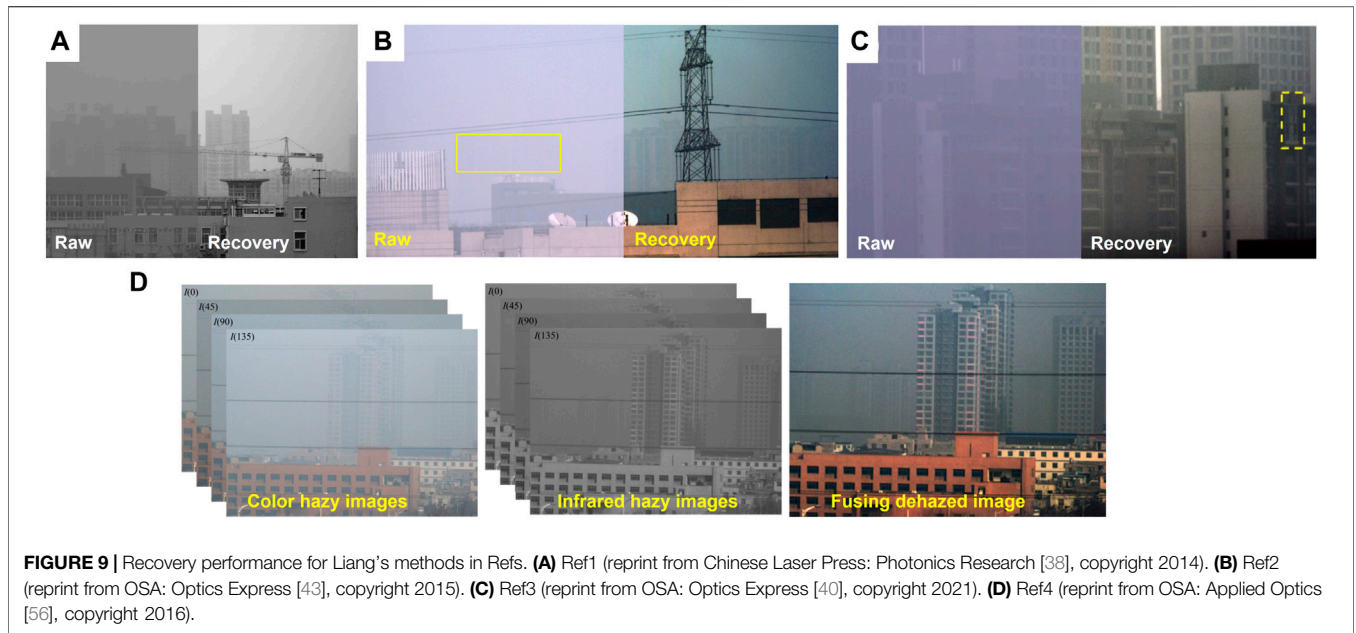 A
B
C
Raw
Recovery
Raw
Recovery
Raw
Recovery
D
I(0)
I(45)
I(90)
I(135)
Color hazy images
I(0)
I(45)
I(90)
I(135)
Infrared hazy images
Fusing dehazed image
FIGURE 9 | Recovery performance for Liang's methods in Refs. (A) Ref1 (reprint from Chinese Laser Press: Photonics Research [38], copyright 2014). (B) Ref2
(reprint from OSA: Optics Express [43], copyright 2015). (C) Ref3 (reprint from OSA: Optics Express [40], copyright 2021). (D) Ref4 (reprint from OSA: Applied Optics
[56], copyright 2016).